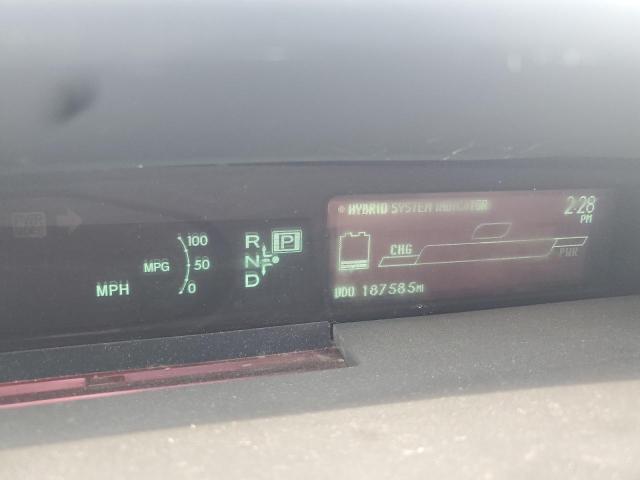 HYBRID SYSTEM INDICATOR
2:28
PM
100
MPG 50
0
MPH
R P
N
D
CHG
PWR
ODO 187585MI